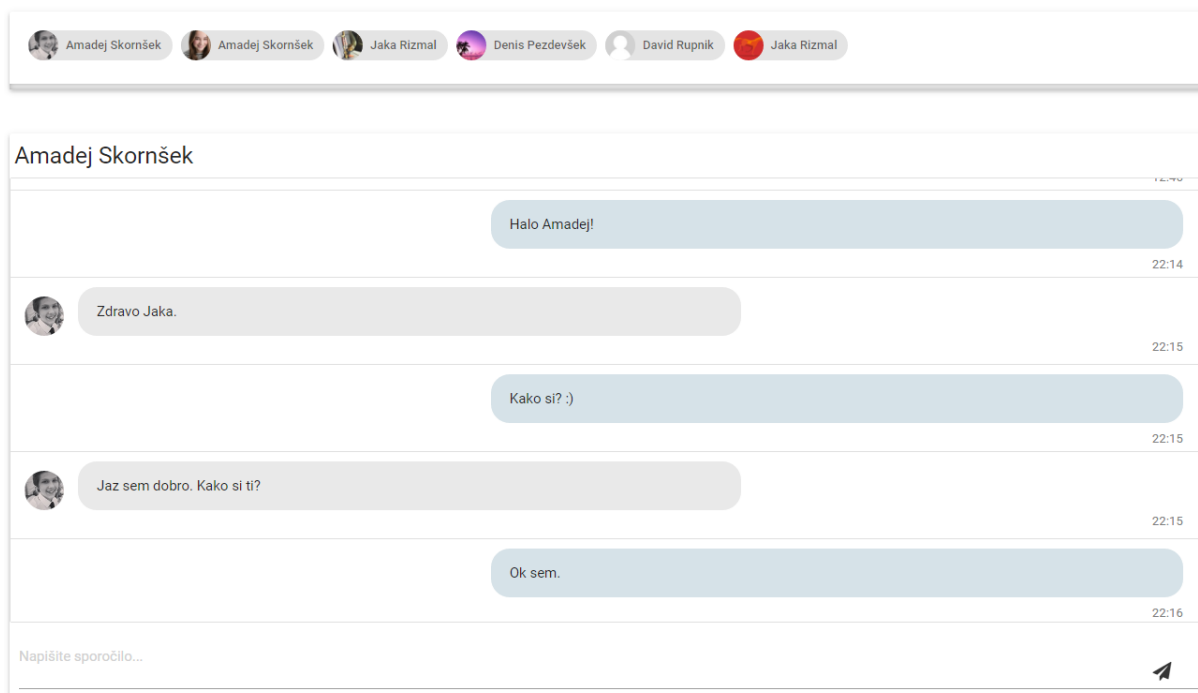 Amadej Skornšek Amadej Skornšek Jaka Rizmal Denis Pezdevšek David Rupnik Jaka Rizmal
Amadej Skornšek
Halo Amadej!
22:14
Zdravo Jaka.
22:15
Kako si? :)
22:15
Jaz sem dobro. Kako si ti?
22:15
Ok sem.
22:16
Napišite sporočilo...